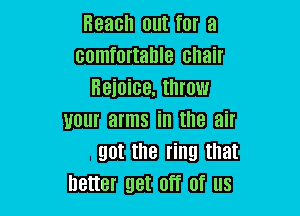 Reach out for a
comfortable chair
Rejoice, throw
your arms in the air
. got the ring that
better get off of us